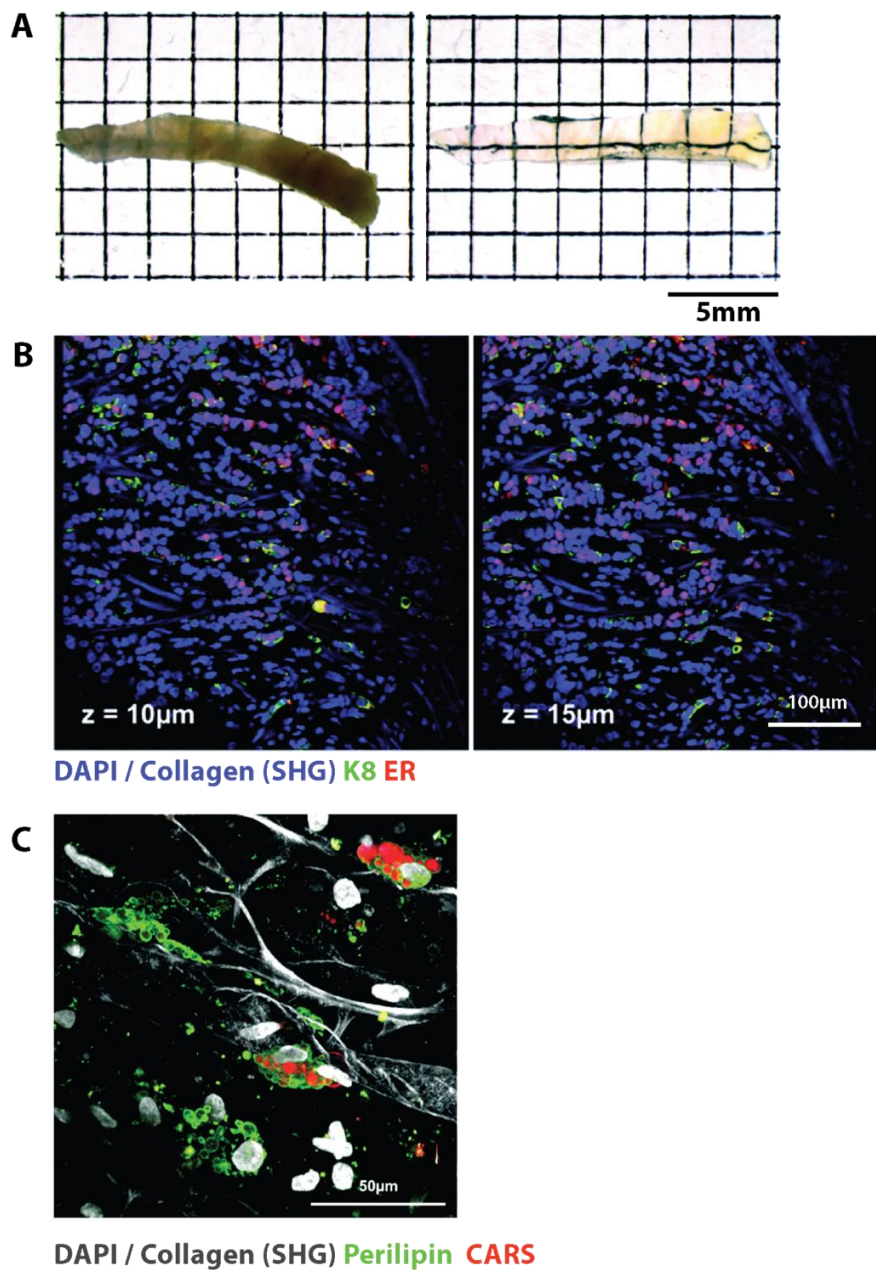 A
5mm
B
z = 10µm
z = 15µm
100µm
DAPI / Collagen (SHG) K8 ER
C
50µm
DAPI / Collagen (SHG) Perilipin CARS